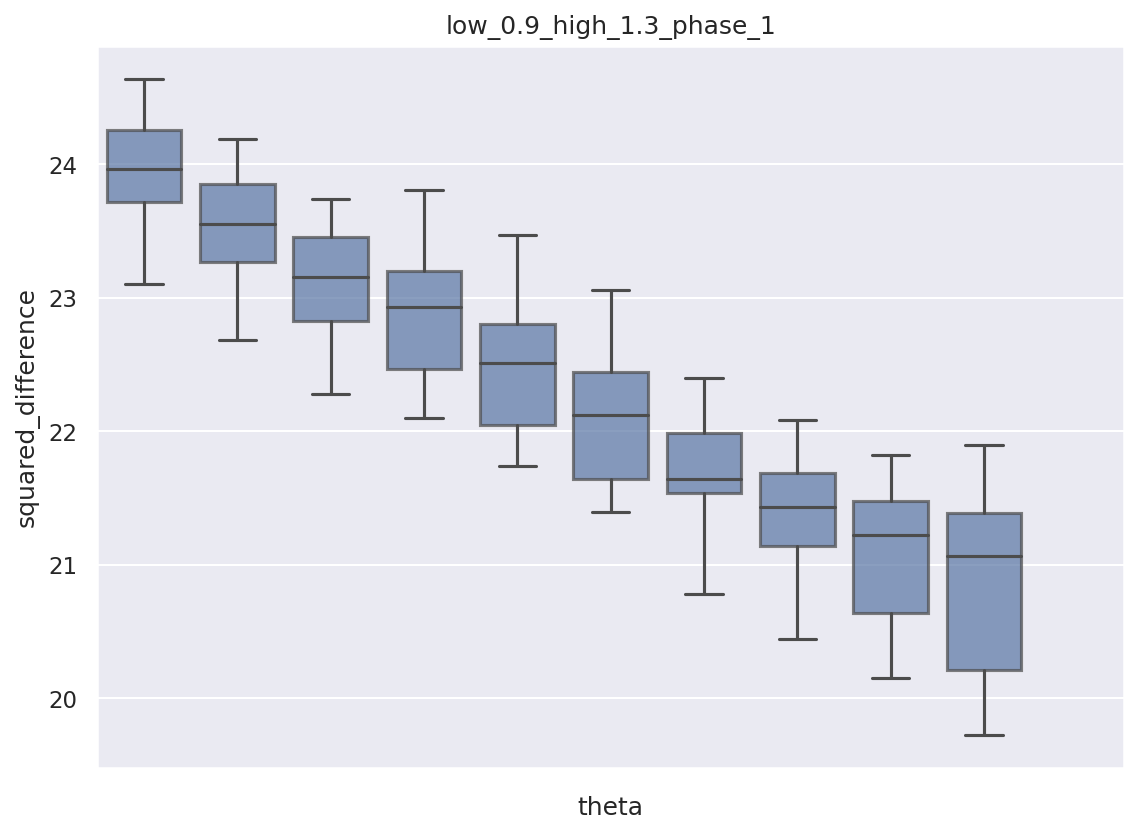 low_0.9_high_1.3_phase_1
squared_difference
24
23
22
21
20
theta